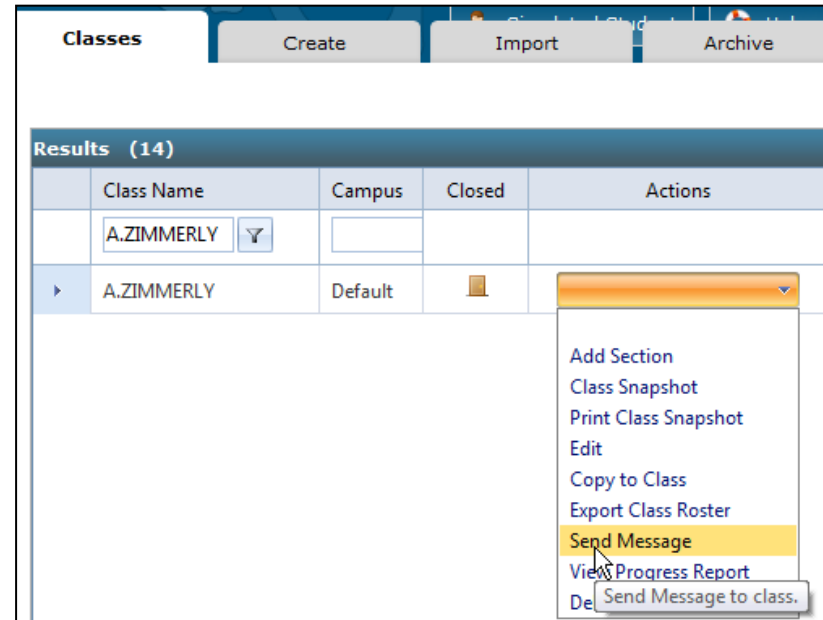 Classes Create Import Archive
Results (14)
Class Name Campus Closed Actions
A.ZIMMERLY
A.ZIMMERLY Default
Add Section
Class Snapshot
Print Class Snapshot
Edit
Copy to Class
Export Class Roster
Send Message
View Progress Report
Send Message to class.